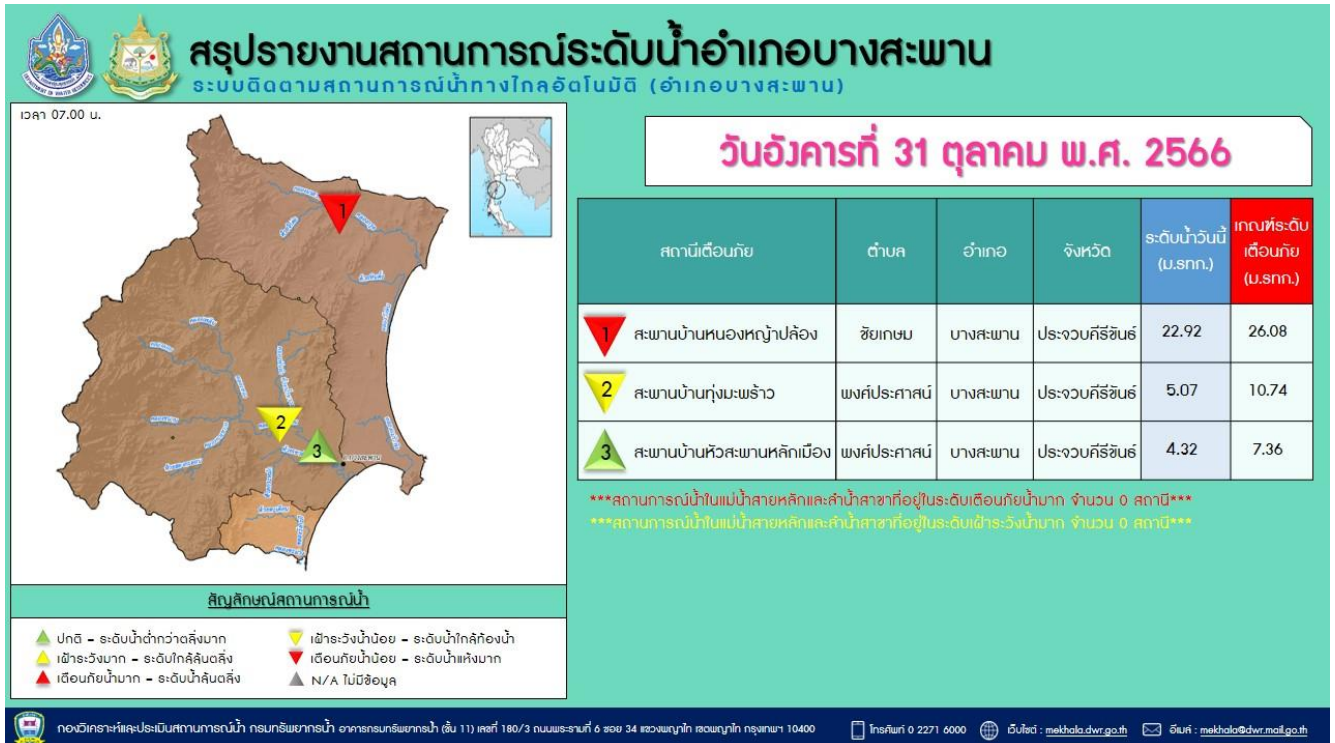 สรุปรายงานสถานการณ์ระดับน้ำอำเภอบางสะพาน
ระบบติดตามสถานการณ์น้ำทางไกลอัตโนมัติ (อำเภอบางสะพาน)
เวลา 07.00 น.
1
2
3
วันอังคารที่ 31 ตุลาคม พ.ศ. 2566
สถานีเตือนภัย ตำบล อำเภอ จังหวัด ระดับน้ำวันนี้ (ม.รทก.) เกณฑ์ระดับเตือนภัย (ม.รทก.)
1 สะพานบ้านหนองหญ้าปล้อง ชัยเกษม บางสะพาน ประจวบคีรีขันธ์ 22.92 26.08
2 สะพานบ้านทุ่งมะพร้าว พงศ์ประศาสน์ บางสะพาน ประจวบคีรีขันธ์ 5.07 10.74
3 สะพานบ้านหัวสะพานหลักเมือง พงศ์ประศาสน์ บางสะพาน ประจวบคีรีขันธ์ 4.32 7.36
***สถานการณ์น้ำในแม่น้ำสายหลักและลำน้ำสาขาที่อยู่ในระดับเตือนภัยน้ำมาก จำนวน 0 สถานี***
***สถานการณ์น้ำในแม่น้ำสายหลักและลำน้ำสาขาที่อยู่ในระดับเฝ้าระวังน้ำมาก จำนวน 0 สถานี***
สัญลักษณ์สถานการณ์น้ำ
ปกติ - ระดับน้ำต่ำกว่าตลิ่งมาก
เฝ้าระวังมาก - ระดับใกล้ล้นตลิ่ง
เตือนภัยน้ำมาก - ระดับน้ำล้นตลิ่ง
เฝ้าระวังน้ำน้อย - ระดับน้ำใกล้ท้องน้ำ
เตือนภัยน้ำน้อย - ระดับน้ำแห้งมาก
N/A ไม่มีข้อมูล
กองวิเคราะห์และประเมินสถานการณ์น้ำ กรมทรัพยากรน้ำ อาคารกรมทรัพยากรน้ำ (ชั้น 11) เลขที่ 180/3 ถนนพระรามที่ 6 ซอย 34 แขวงพญาไท เขตพญาไท กรุงเทพฯ 10400 โทรศัพท์ 0 2271 6000 เว็บไซต์ : mekhala.dwr.go.th อีเมล์ : mekhala@dwr.mail.go.th